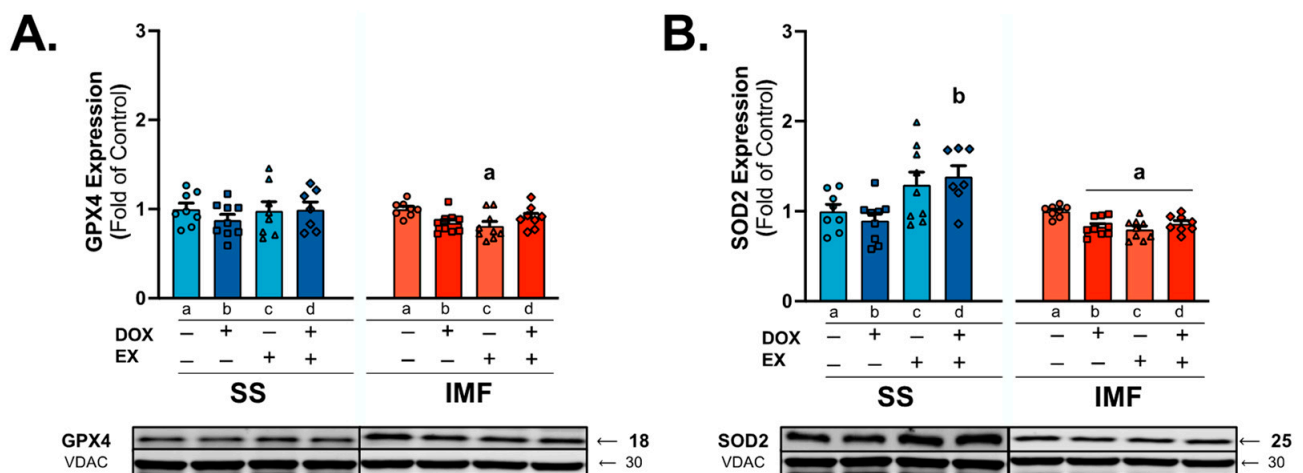 A.
GPX4 Expression
(Fold of Control)
3
2
1
0
a
a b c d a b c d
DOX − + − + − + − +
EX − − + + − − + +
SS IMF
GPX4 ← 18
VDAC ← 30
B.
SOD2 Expression
(Fold of Control)
3
2
1
0
b
a
a b c d a b c d
DOX − + − + − + − +
EX − − + + − − + +
SS IMF
SOD2 ← 25
VDAC ← 30